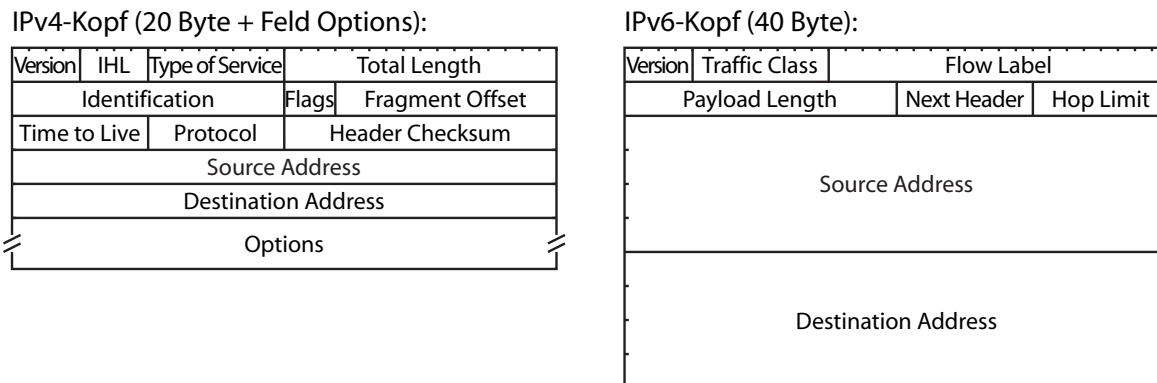 IPv4-Kopf (20 Byte + Feld Options):
Version IHL Type of Service Total Length
Identification Flags Fragment Offset
Time to Live Protocol Header Checksum
Source Address
Destination Address
Options
IPv6-Kopf (40 Byte):
Version Traffic Class Flow Label
Payload Length Next Header Hop Limit
Source Address
Destination Address